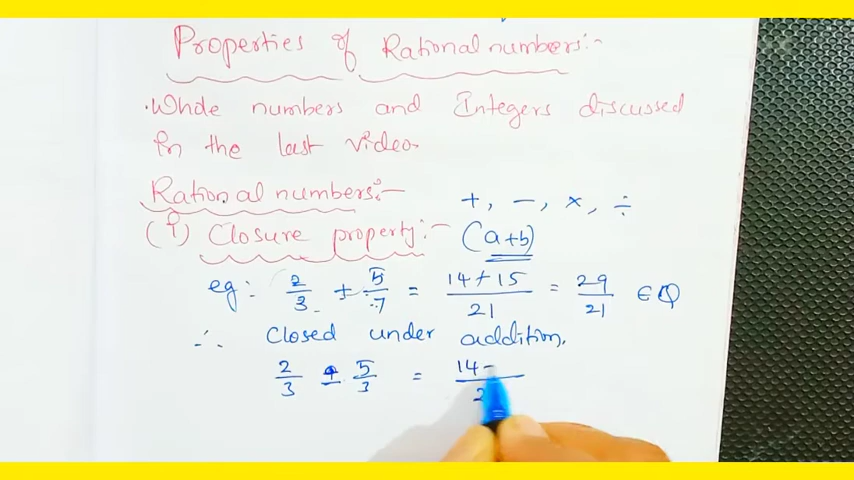 Properties of Rational numbers:-
Whole numbers and Integers discussed
in the last video.
Rational numbers:-
+, -, ×, ÷
(i) Closure property:- (a+b)
eg: 2/3 + 5/7 = 14+15/21 = 29/21 ∈ Q
∴ Closed under addition.
2/3 - 5/3 = 14-